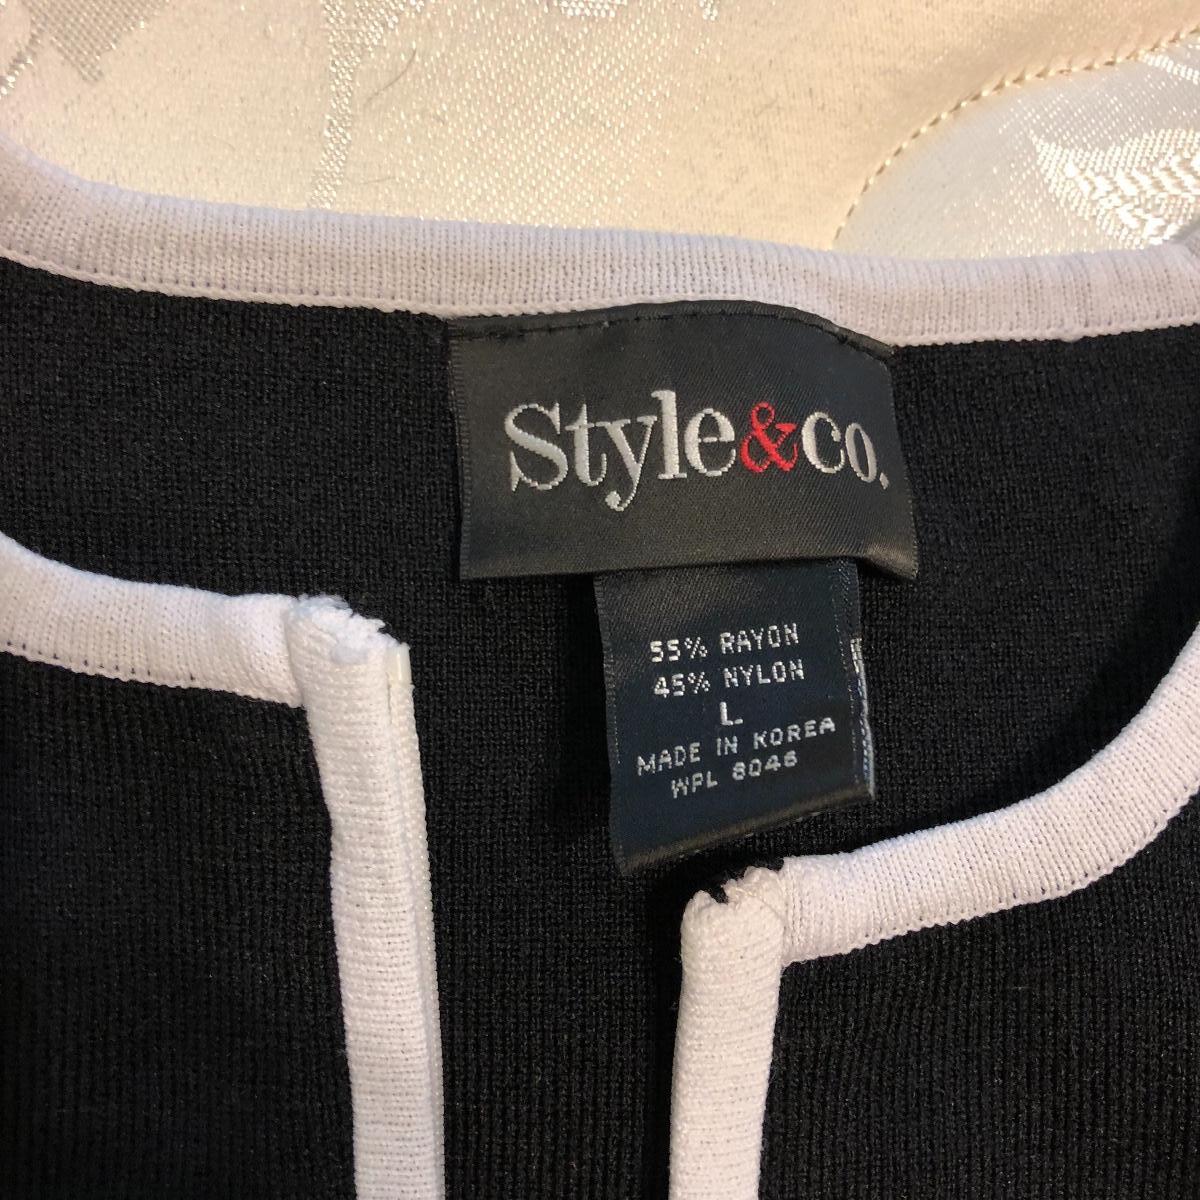 Style&co.
55% RAYON
45% NYLON
L
MADE IN KOREA
WPL 8046